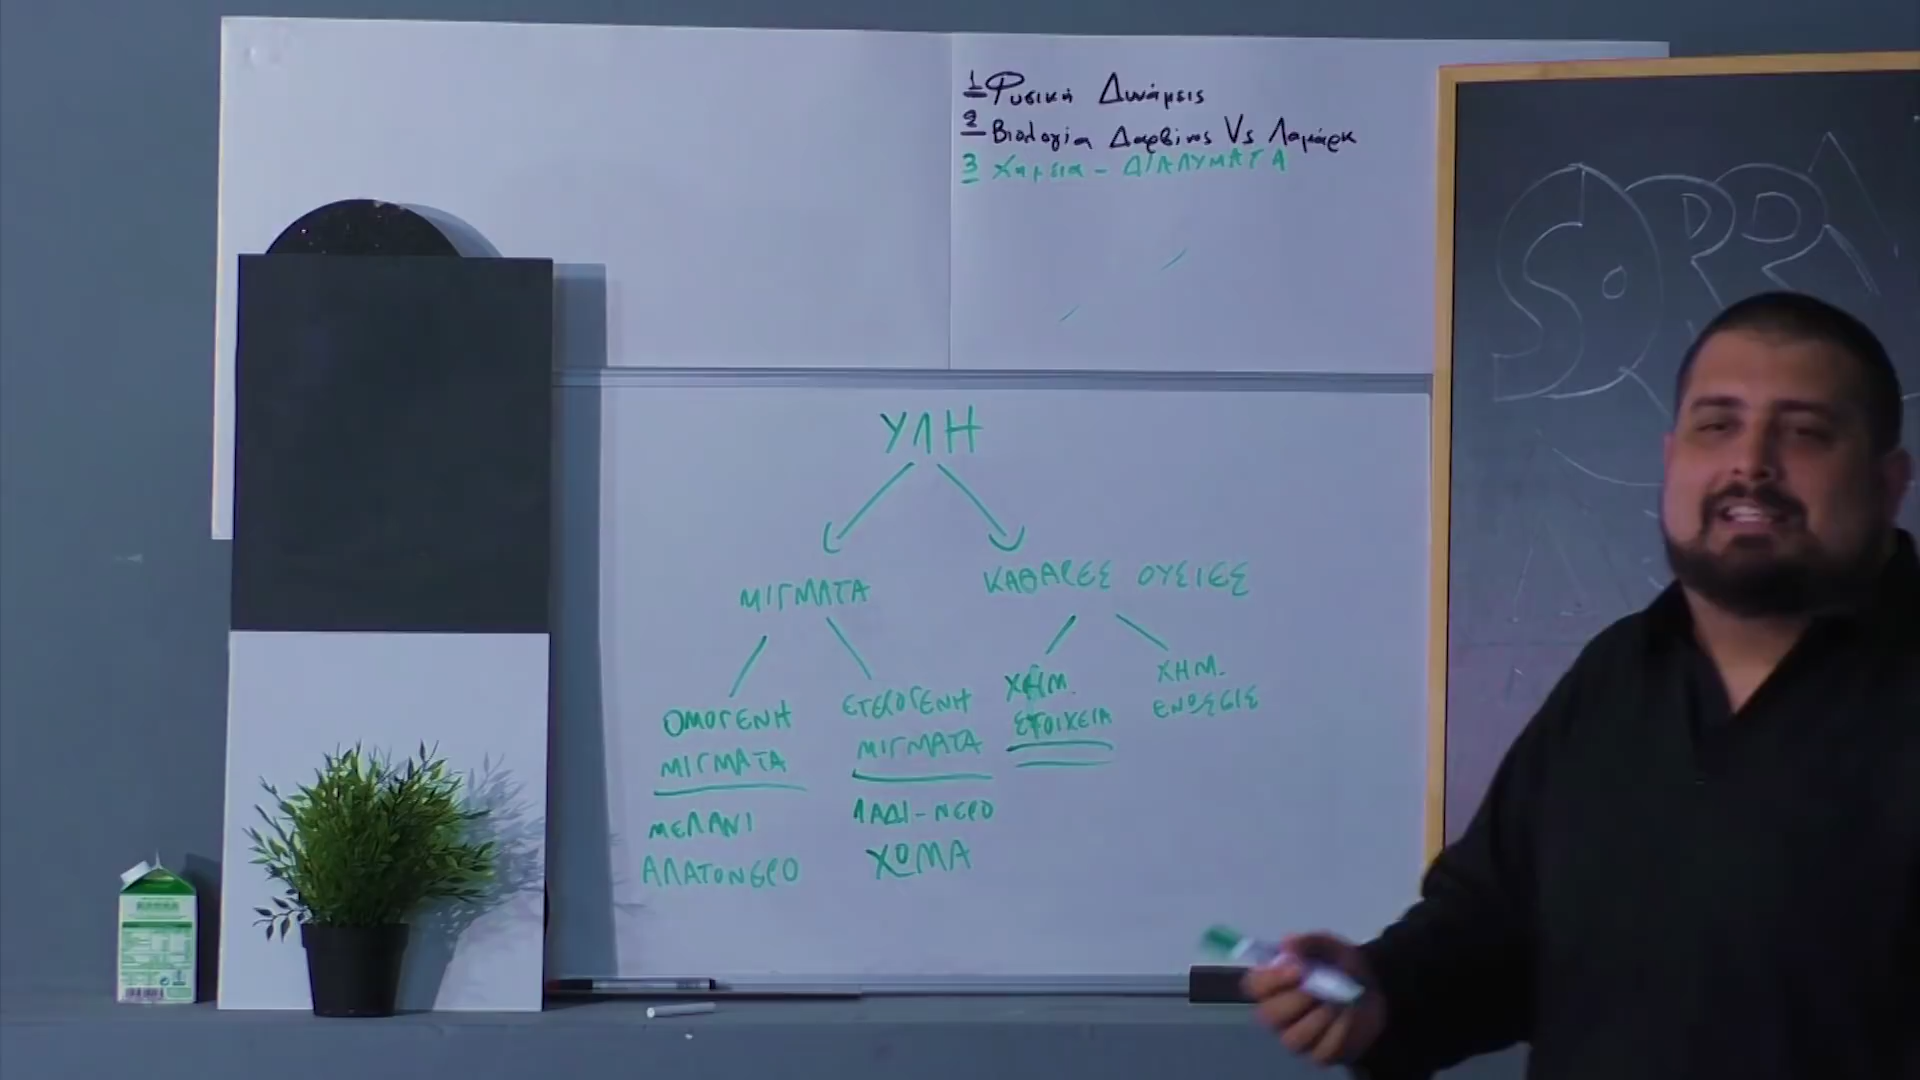 1 Φυσική Δυνάμεις
2 Βιολογία Δαρβίνος Vs Λαμάρκ
3 Χημεια - ΔΙΑΛΥΜΑΤΑ
ΥΛΗ
ΜΙΓΜΑΤΑ
ΚΑΘΑΡΕΣ ΟΥΣΙΕΣ
ΟΜΟΓΕΝΗ
ΜΙΓΜΑΤΑ
ΜΕΛΑΝΙ
ΑΛΑΤΟΝΕΡΟ
ΕΤΕΡΟΓΕΝΗ
ΜΙΓΜΑΤΑ
ΛΑΔΙ-ΝΕΡΟ
ΧΩΜΑ
ΧΗΜ.
ΣΤΟΙΧΕΙΑ
ΧΗΜ.
ΕΝΩΣΕΙΣ